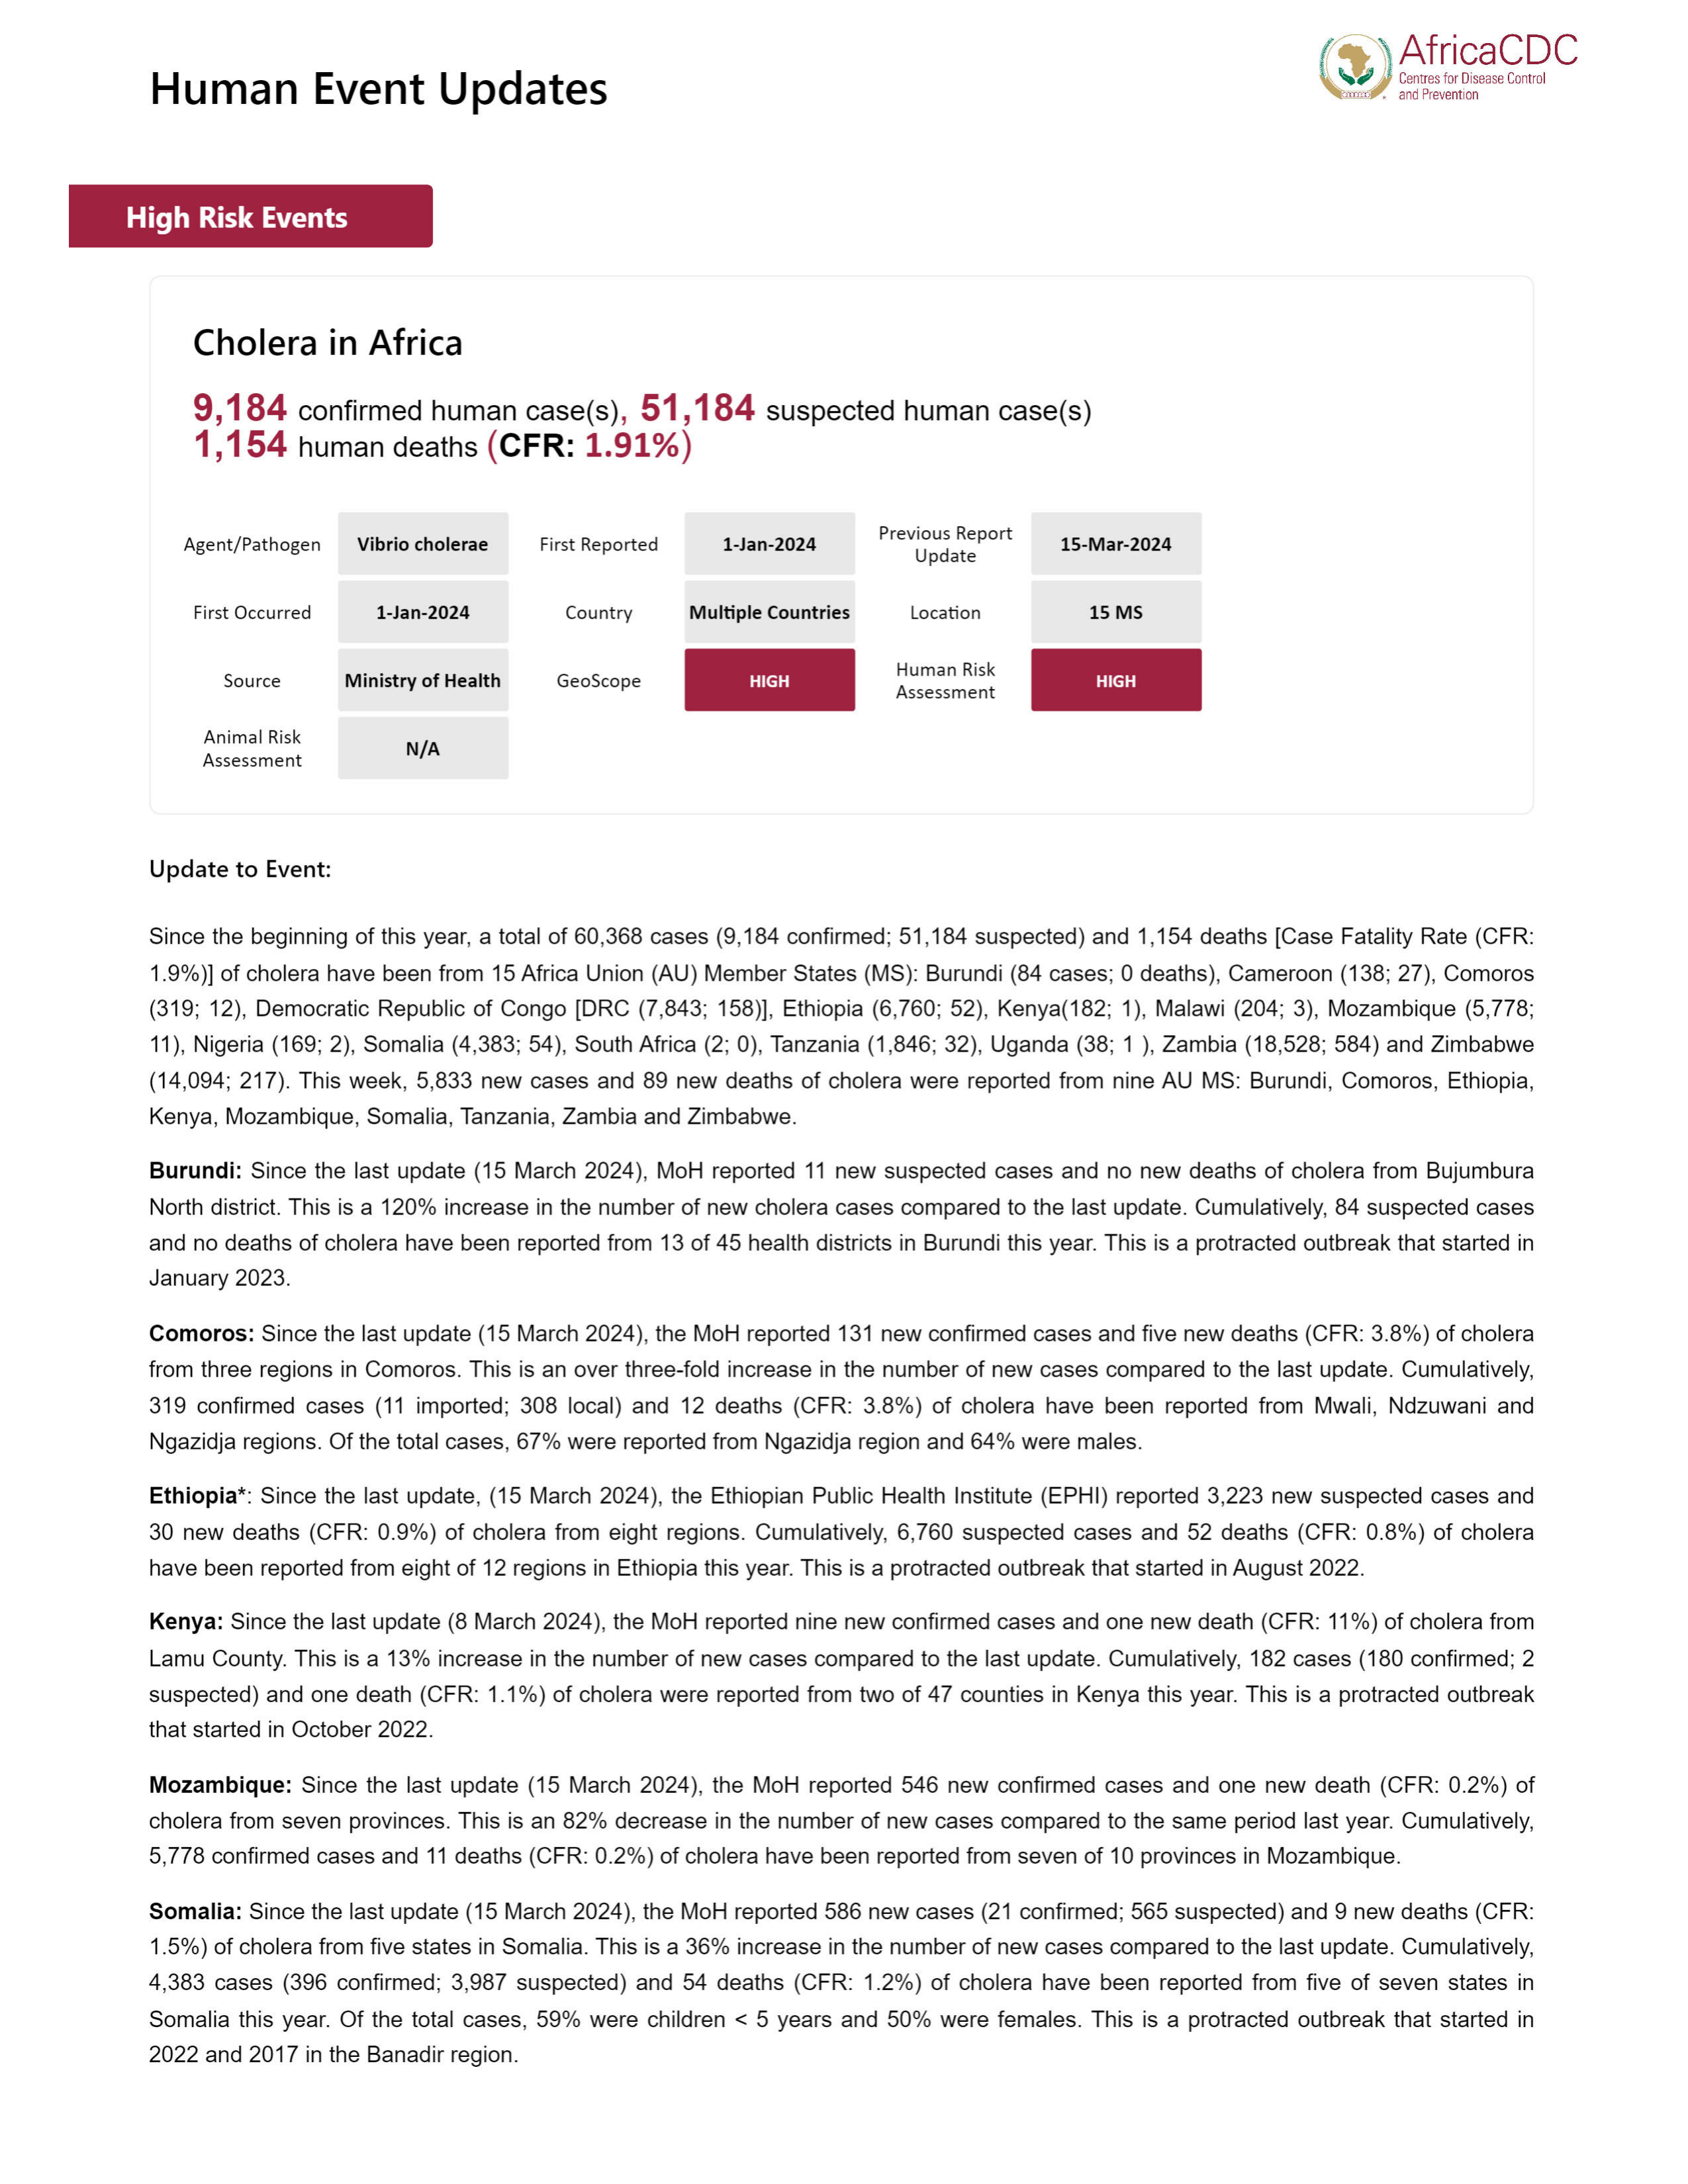 AfricaCDC
Centres for Disease Control
and Prevention
Human Event Updates
High Risk Events
Cholera in Africa
9,184 confirmed human case(s), 51,184 suspected human case(s)
1,154 human deaths (CFR: 1.91%)
Agent/Pathogen Vibrio cholerae First Reported 1-Jan-2024 Previous Report Update 15-Mar-2024
First Occurred 1-Jan-2024 Country Multiple Countries Location 15 MS
Source Ministry of Health GeoScope HIGH Human Risk Assessment HIGH
Animal Risk Assessment N/A
Update to Event:
Since the beginning of this year, a total of 60,368 cases (9,184 confirmed; 51,184 suspected) and 1,154 deaths [Case Fatality Rate (CFR:
1.9%)] of cholera have been from 15 Africa Union (AU) Member States (MS): Burundi (84 cases; 0 deaths), Cameroon (138; 27), Comoros
(319; 12), Democratic Republic of Congo [DRC (7,843; 158)], Ethiopia (6,760; 52), Kenya(182; 1), Malawi (204; 3), Mozambique (5,778;
11), Nigeria (169; 2), Somalia (4,383; 54), South Africa (2; 0), Tanzania (1,846; 32), Uganda (38; 1 ), Zambia (18,528; 584) and Zimbabwe
(14,094; 217). This week, 5,833 new cases and 89 new deaths of cholera were reported from nine AU MS: Burundi, Comoros, Ethiopia,
Kenya, Mozambique, Somalia, Tanzania, Zambia and Zimbabwe.
Burundi: Since the last update (15 March 2024), MoH reported 11 new suspected cases and no new deaths of cholera from Bujumbura
North district. This is a 120% increase in the number of new cholera cases compared to the last update. Cumulatively, 84 suspected cases
and no deaths of cholera have been reported from 13 of 45 health districts in Burundi this year. This is a protracted outbreak that started in
January 2023.
Comoros: Since the last update (15 March 2024), the MoH reported 131 new confirmed cases and five new deaths (CFR: 3.8%) of cholera
from three regions in Comoros. This is an over three-fold increase in the number of new cases compared to the last update. Cumulatively,
319 confirmed cases (11 imported; 308 local) and 12 deaths (CFR: 3.8%) of cholera have been reported from Mwali, Ndzuwani and
Ngazidja regions. Of the total cases, 67% were reported from Ngazidja region and 64% were males.
Ethiopia*: Since the last update, (15 March 2024), the Ethiopian Public Health Institute (EPHI) reported 3,223 new suspected cases and
30 new deaths (CFR: 0.9%) of cholera from eight regions. Cumulatively, 6,760 suspected cases and 52 deaths (CFR: 0.8%) of cholera
have been reported from eight of 12 regions in Ethiopia this year. This is a protracted outbreak that started in August 2022.
Kenya: Since the last update (8 March 2024), the MoH reported nine new confirmed cases and one new death (CFR: 11%) of cholera from
Lamu County. This is a 13% increase in the number of new cases compared to the last update. Cumulatively, 182 cases (180 confirmed; 2
suspected) and one death (CFR: 1.1%) of cholera were reported from two of 47 counties in Kenya this year. This is a protracted outbreak
that started in October 2022.
Mozambique: Since the last update (15 March 2024), the MoH reported 546 new confirmed cases and one new death (CFR: 0.2%) of
cholera from seven provinces. This is an 82% decrease in the number of new cases compared to the same period last year. Cumulatively,
5,778 confirmed cases and 11 deaths (CFR: 0.2%) of cholera have been reported from seven of 10 provinces in Mozambique.
Somalia: Since the last update (15 March 2024), the MoH reported 586 new cases (21 confirmed; 565 suspected) and 9 new deaths (CFR:
1.5%) of cholera from five states in Somalia. This is a 36% increase in the number of new cases compared to the last update. Cumulatively,
4,383 cases (396 confirmed; 3,987 suspected) and 54 deaths (CFR: 1.2%) of cholera have been reported from five of seven states in
Somalia this year. Of the total cases, 59% were children < 5 years and 50% were females. This is a protracted outbreak that started in
2022 and 2017 in the Banadir region.